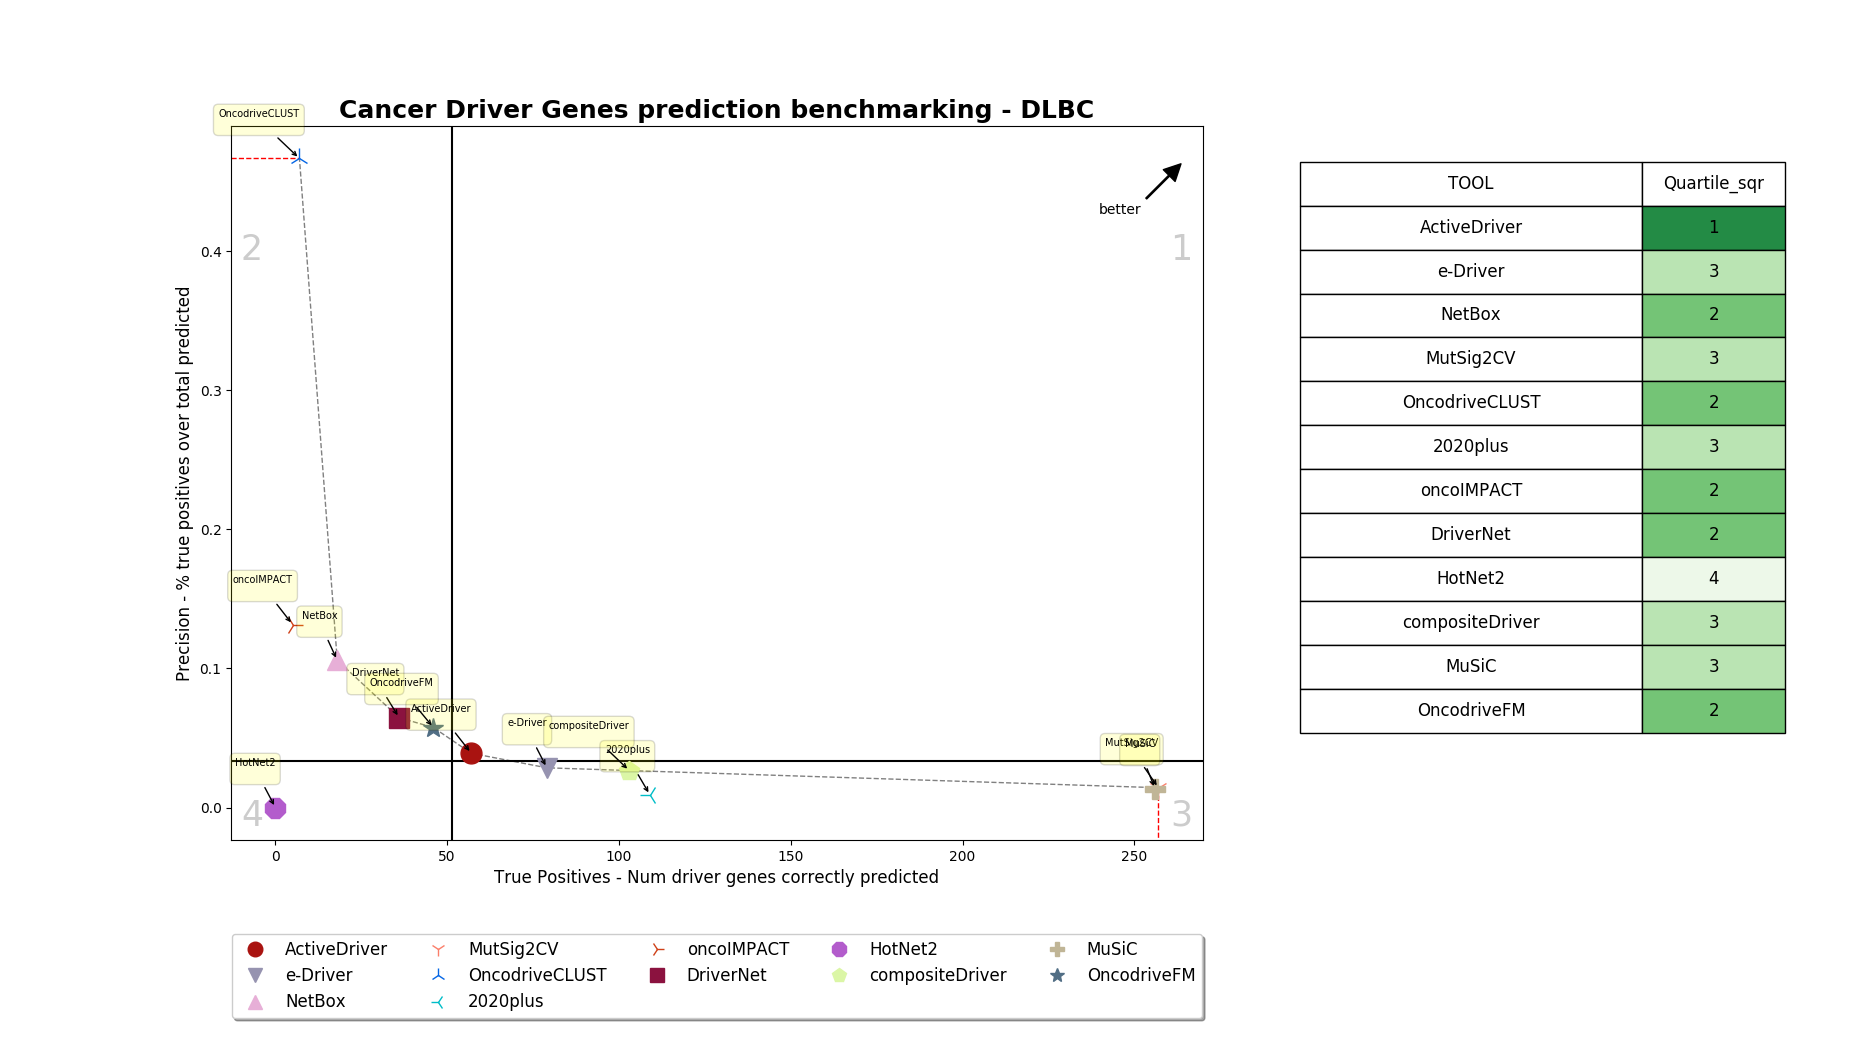 Cancer Driver Genes prediction benchmarking - DLBC
OncodriveCLUST
better
2
1
oncoIMPACT
NetBox
DriverNet
OncodriveFM
ActiveDriver
e-Driver
compositeDriver
2020plus
MutSig2CV
MuSiC
HotNet2
4
3
Precision - % true positives over total predicted
0.4
0.3
0.2
0.1
0.0
0 50 100 150 200 250
True Positives - Num driver genes correctly predicted
ActiveDriver MutSig2CV oncoIMPACT HotNet2 MuSiC
e-Driver OncodriveCLUST DriverNet compositeDriver OncodriveFM
NetBox 2020plus
TOOL Quartile_sqr
ActiveDriver 1
e-Driver 3
NetBox 2
MutSig2CV 3
OncodriveCLUST 2
2020plus 3
oncoIMPACT 2
DriverNet 2
HotNet2 4
compositeDriver 3
MuSiC 3
OncodriveFM 2